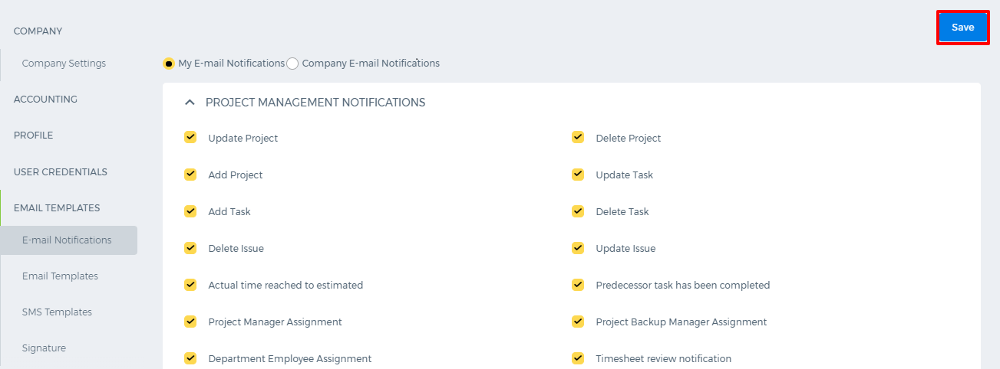 Save
COMPANY
Company Settings
ACCOUNTING
PROFILE
USER CREDENTIALS
EMAIL TEMPLATES
E-mail Notifications
Email Templates
SMS Templates
Signature
My E-mail Notifications Company E-mail Notifications
PROJECT MANAGEMENT NOTIFICATIONS
Update Project Delete Project
Add Project Update Task
Add Task Delete Task
Delete Issue Update Issue
Actual time reached to estimated Predecessor task has been completed
Project Manager Assignment Project Backup Manager Assignment
Department Employee Assignment Timesheet review notification